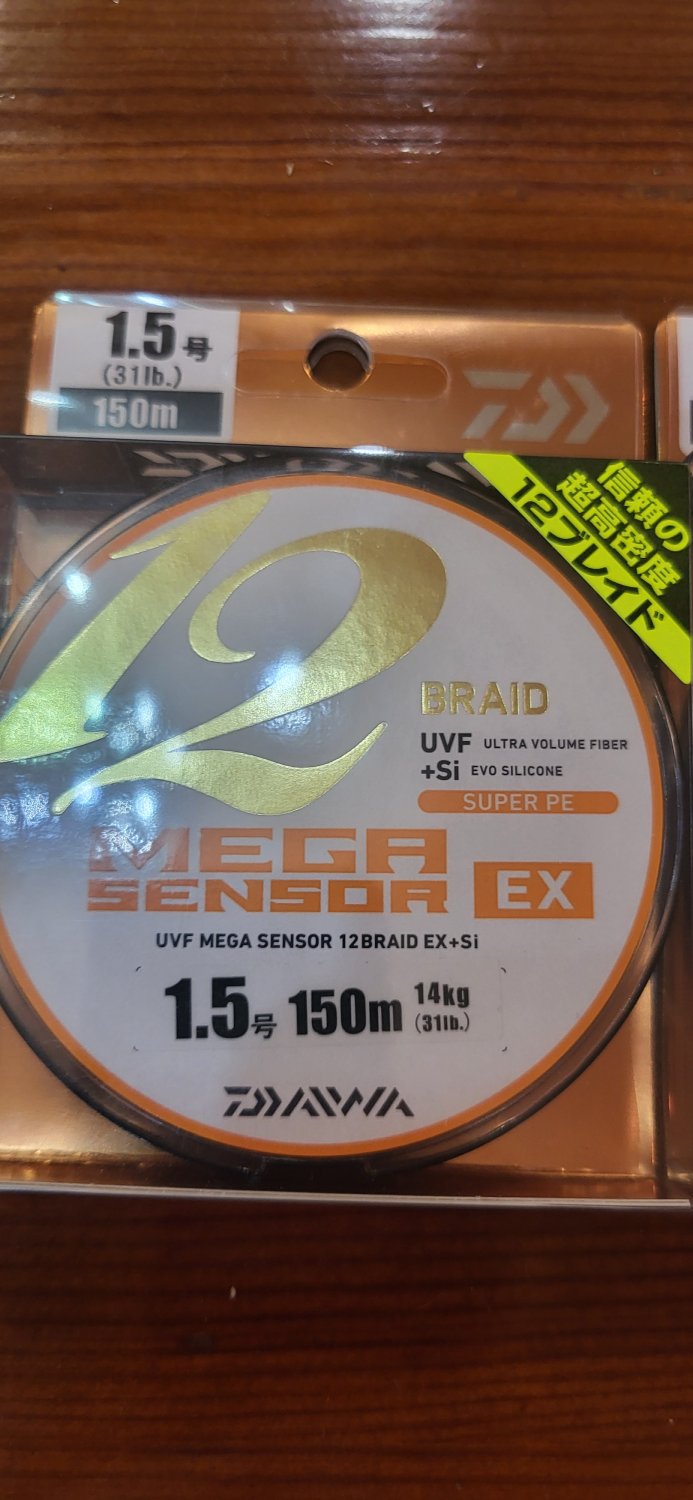 1.5号
(31lb.)
150m
信頼の
超高密度
12ブレイド
12
BRAID
UVF ULTRA VOLUME FIBER
+Si EVO SILICONE
SUPER PE
MEGA
SENSOR EX
UVF MEGA SENSOR 12BRAID EX+Si
1.5号 150m 14kg
(31lb.)
DAIWA